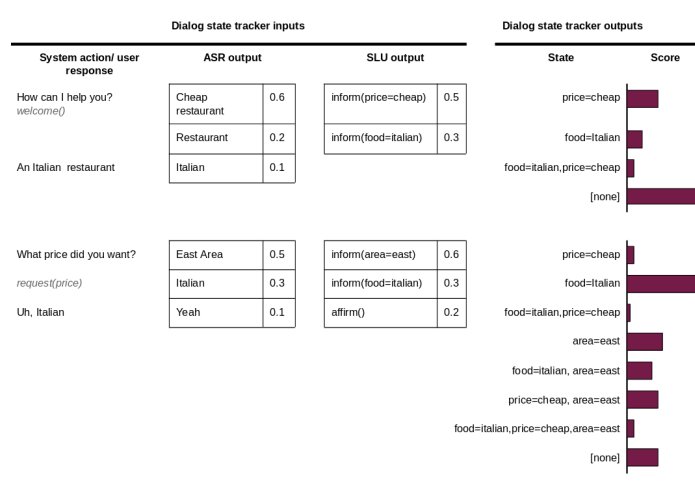 Dialog state tracker inputs
Dialog state tracker outputs
System action/ user
response
ASR output
SLU output
State
Score
How can I help you?
welcome()
An Italian  restaurant
Cheap
restaurant
0.6
Restaurant
0.2
Italian
0.1
inform(price=cheap)
0.5
inform(food=italian)
0.3
price=cheap
food=Italian
food=italian,price=cheap
[none]
What price did you want?
request(price)
Uh, Italian
East Area
0.5
Italian
0.3
Yeah
0.1
inform(area=east)
0.6
inform(food=italian)
0.3
affirm()
0.2
price=cheap
food=Italian
food=italian,price=cheap
area=east
food=italian, area=east
price=cheap, area=east
food=italian,price=cheap,area=east
[none]